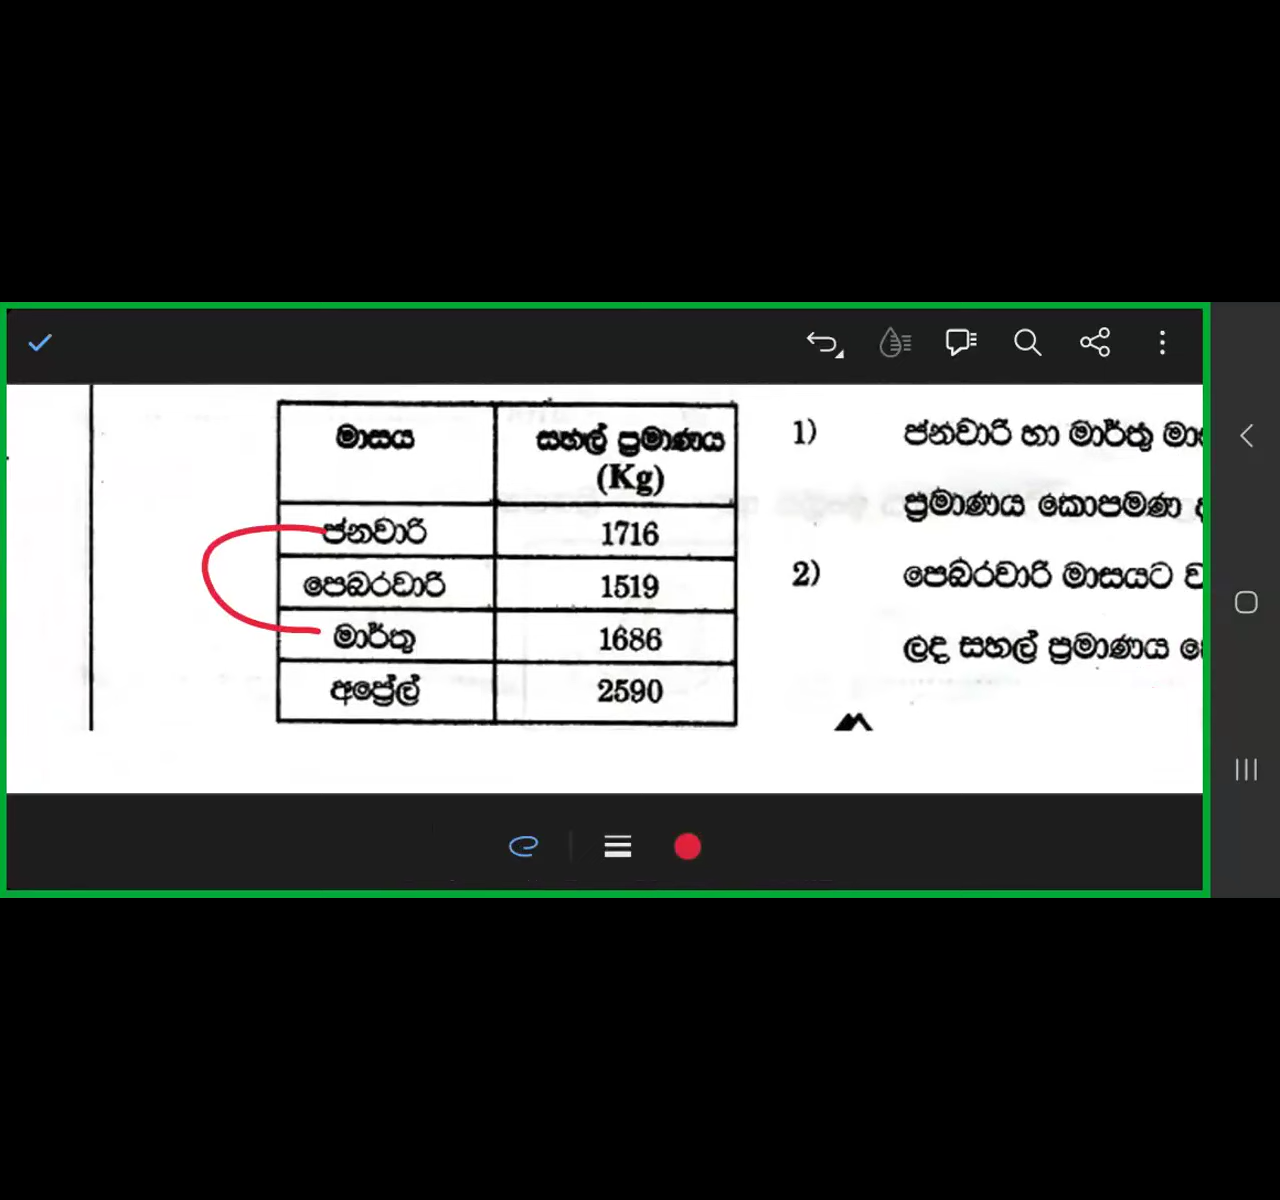 මාසය
සහල් ප්‍රමාණය
(Kg)
ජනවාරි
1716
පෙබරවාරි
1519
මාර්තු
1686
අප්‍රේල්
2590
1)
ජනවාරි හා මාර්තු
ප්‍රමාණය කොපමණ
2)
පෙබරවාරි මාසයට
ලද සහල් ප්‍රමාණය